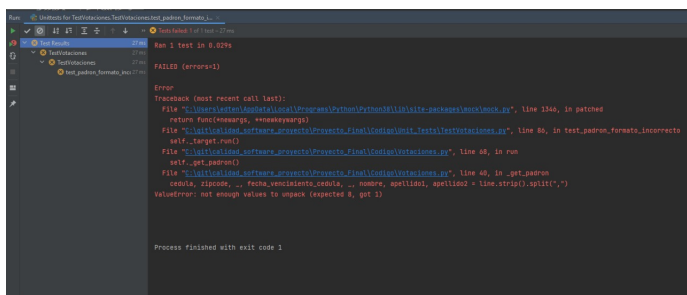 Run: Unittests for TestVotaciones.TestVotaciones.test_padron_formato_i...
Tests failed: 1 of 1 test – 27 ms
Test Results 27 ms
Ran 1 test in 0.029s
TestVotaciones 27 ms
TestVotaciones 27 ms
FAILED (errors=1)
test_padron_formato_inco 27 ms
Error
Traceback (most recent call last):
File "C:\Users\edten\AppData\Local\Programs\Python\Python38\lib\site-packages\mock\mock.py", line 1346, in patched
return func(*newargs, **newkeywargs)
File "C:\git\calidad_software_proyects\Proyecto_Final\Codigo\Unit_Tests\TestVotaciones.py", line 86, in test_padron_formato_incorrecto
self._target.run()
File "C:\git\calidad_software_proyects\Proyecto_Final\Codigo\Votaciones.py", line 68, in run
self._get_padron()
File "C:\git\calidad_software_proyects\Proyecto_Final\Codigo\Votaciones.py", line 40, in _get_padron
cedula, zipcode, _, fecha_vencimiento_cedula, _, nombre, apellido1, apellido2 = line.strip().split(",")
ValueError: not enough values to unpack (expected 8, got 1)
Process finished with exit code 1